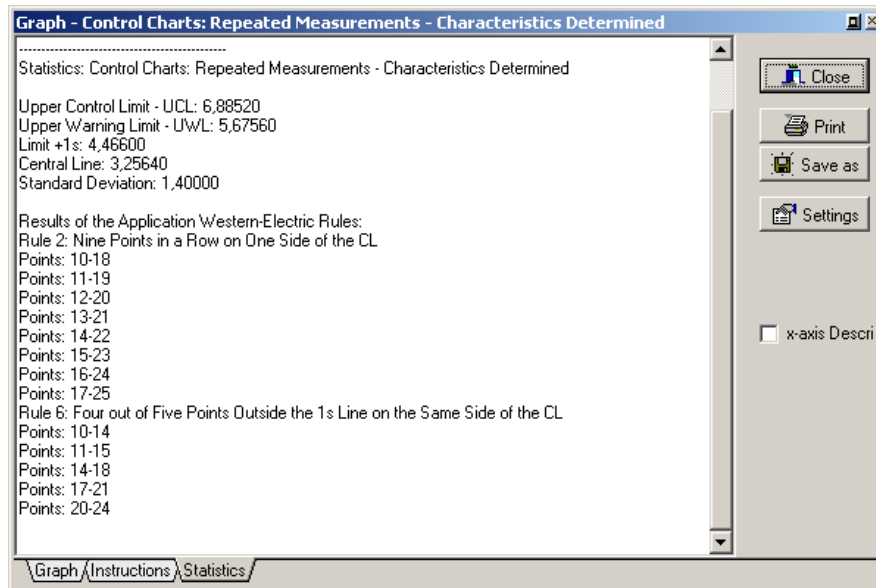 Graph - Control Charts: Repeated Measurements - Characteristics Determined
----------------------------------------------
Statistics: Control Charts: Repeated Measurements - Characteristics Determined
Upper Control Limit - UCL: 6,88520
Upper Warning Limit - UWL: 5,67560
Limit +1s: 4,46600
Central Line: 3,25640
Standard Deviation: 1,40000
Results of the Application Western-Electric Rules:
Rule 2: Nine Points in a Row on One Side of the CL
Points: 10-18
Points: 11-19
Points: 12-20
Points: 13-21
Points: 14-22
Points: 15-23
Points: 16-24
Points: 17-25
Rule 6: Four out of Five Points Outside the 1s Line on the Same Side of the CL
Points: 10-14
Points: 11-15
Points: 14-18
Points: 17-21
Points: 20-24
Close
Print
Save as
Settings
x-axis Descri
Graph
Instructions
Statistics